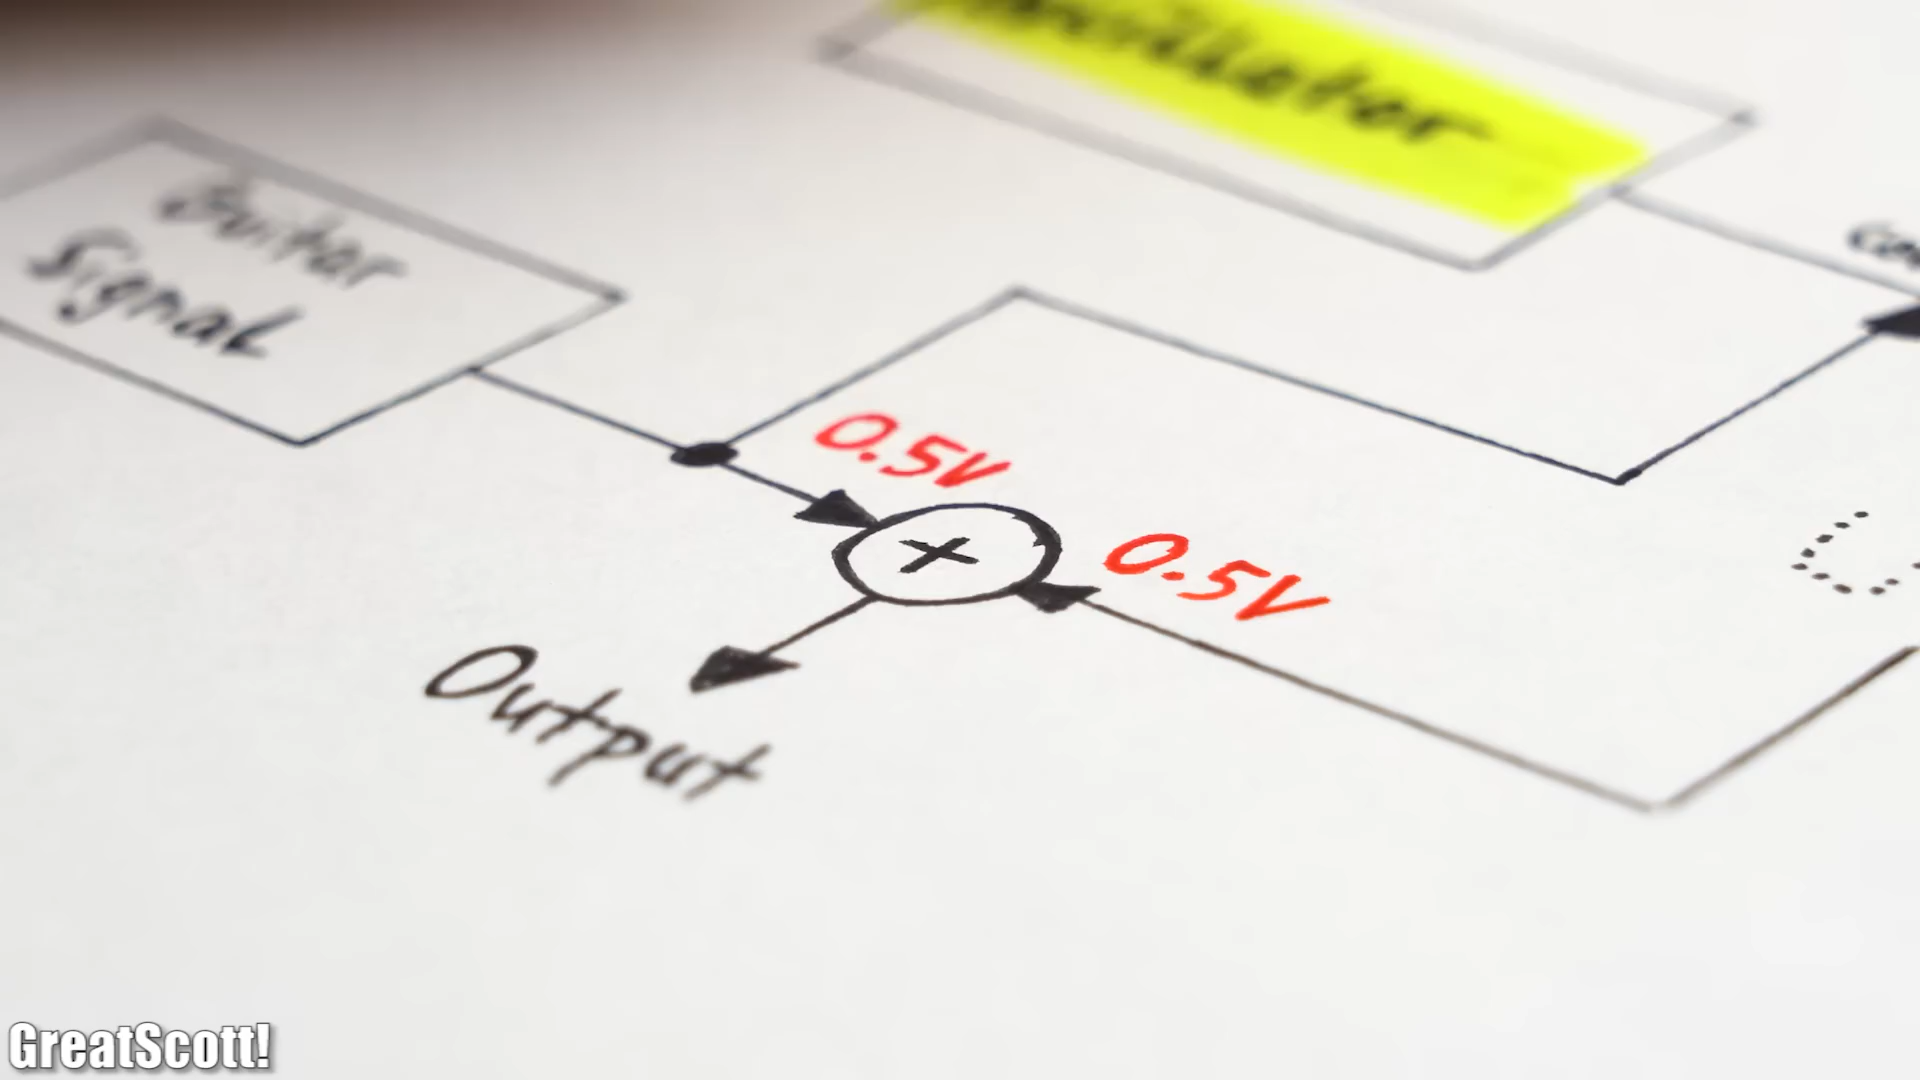 Guitar
Signal
0.5V
0.5V
Output
GreatScott!